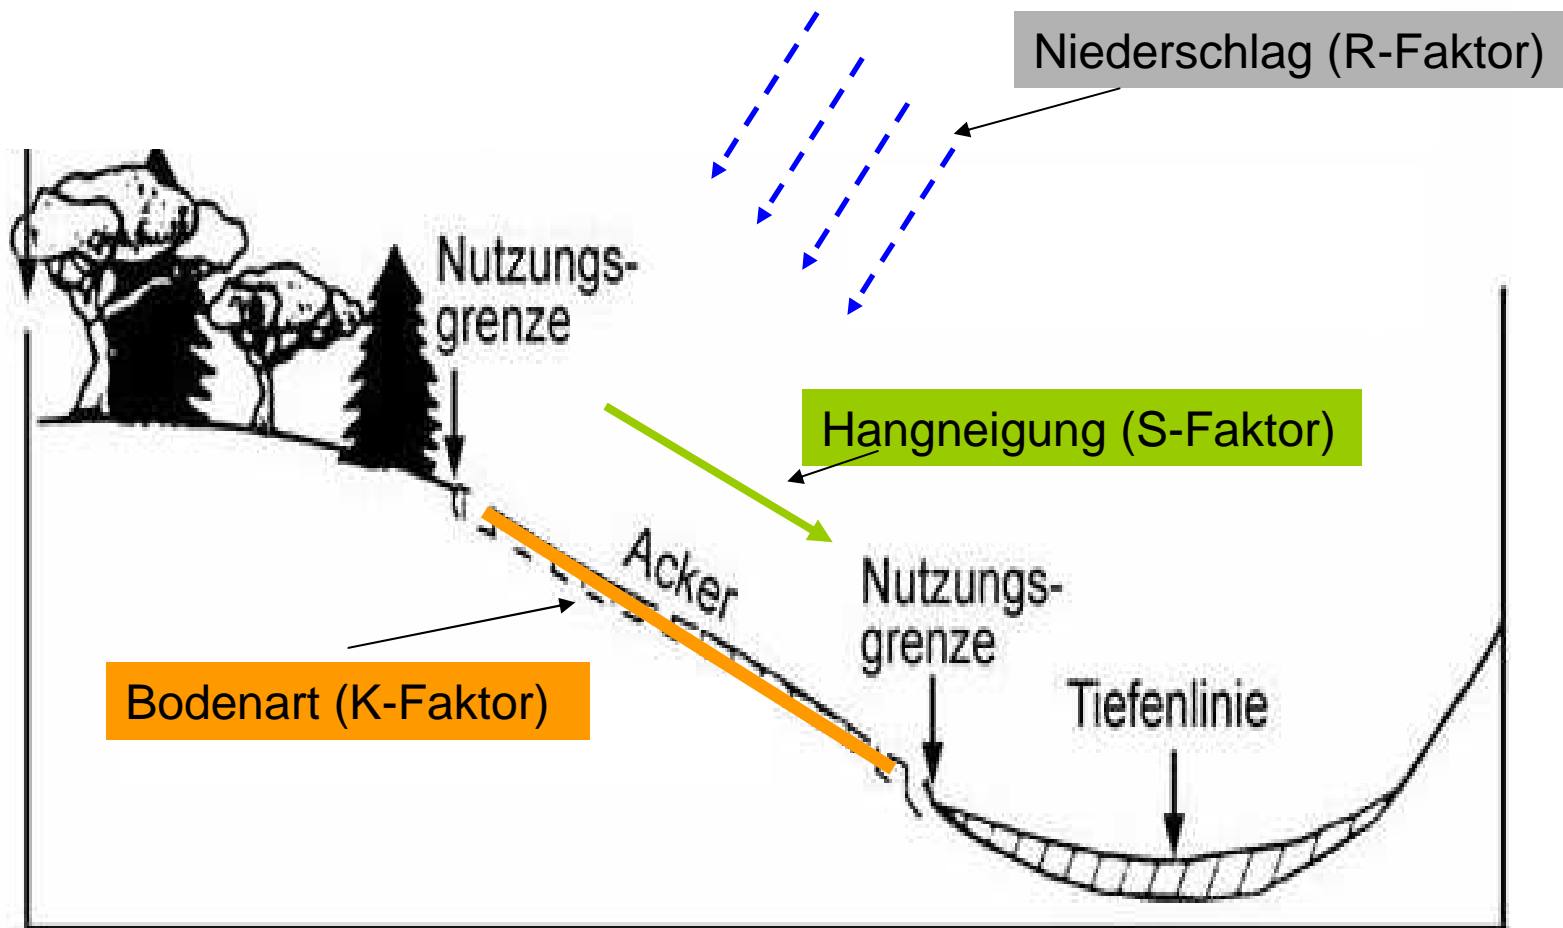 Niederschlag (R-Faktor)
Nutzungs-
grenze
Hangneigung (S-Faktor)
Acker
Nutzungs-
grenze
Bodenart (K-Faktor)
Tiefenlinie